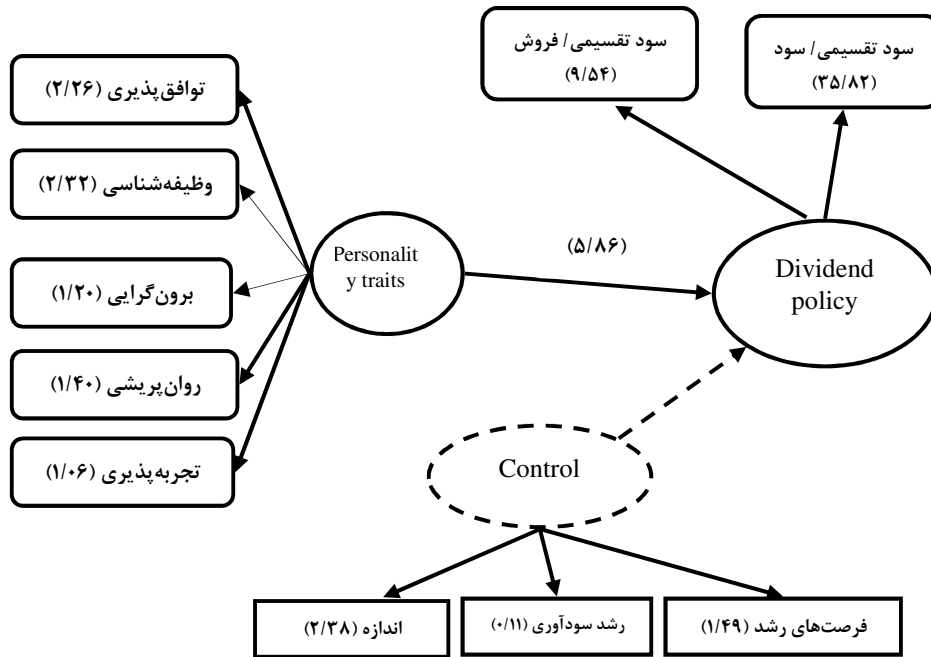 سود تقسیمی/ فروش
(۹/۵۴)
سود تقسیمی/ سود
(۳۵/۸۲)
توافق‌پذیری (۲/۲۶)
وظیفه‌شناسی (۲/۳۲)
برون‌گرایی (۱/۲۰)
روان‌پریشی (۱/۴۰)
تجربه‌پذیری (۱/۰۶)
Personalit
y traits
(۵/۸۶)
Dividend
policy
Control
اندازه (۲/۳۸)
رشد سودآوری (۰/۱۱)
فرصت‌های رشد (۱/۴۹)